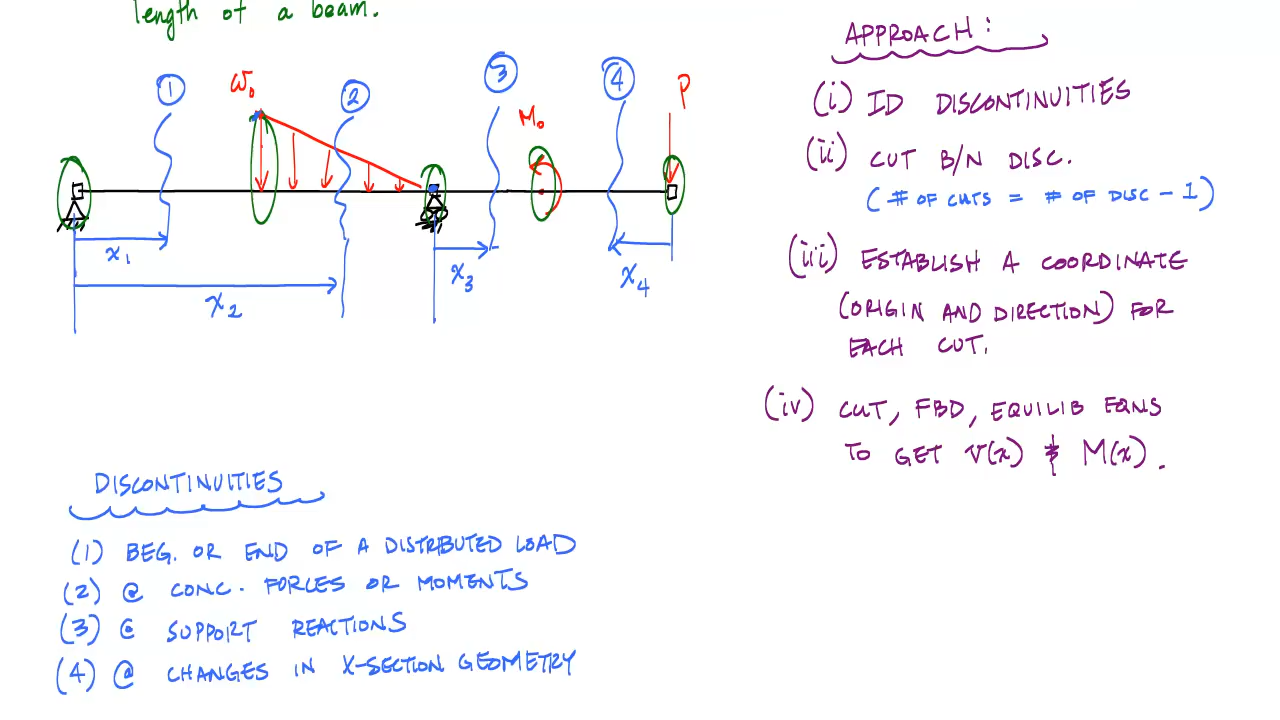 length of a beam.
APPROACH:
(i) ID DISCONTINUITIES
(ii) CUT B/N DISC.
(# OF CUTS = # OF DISC - 1)
(iii) ESTABLISH A COORDINATE
(ORIGIN AND DIRECTION) FOR
EACH CUT.
(iv) CUT, FBD, EQUILIB EQNS
TO GET V(x) & M(x).
1
w₀
2
3
M₀
4
P
x₁
x₂
x₃
x₄
DISCONTINUITIES
(1) BEG. OR END OF A DISTRIBUTED LOAD
(2) @ CONC. FORCES OR MOMENTS
(3) @ SUPPORT REACTIONS
(4) @ CHANGES IN X-SECTION GEOMETRY